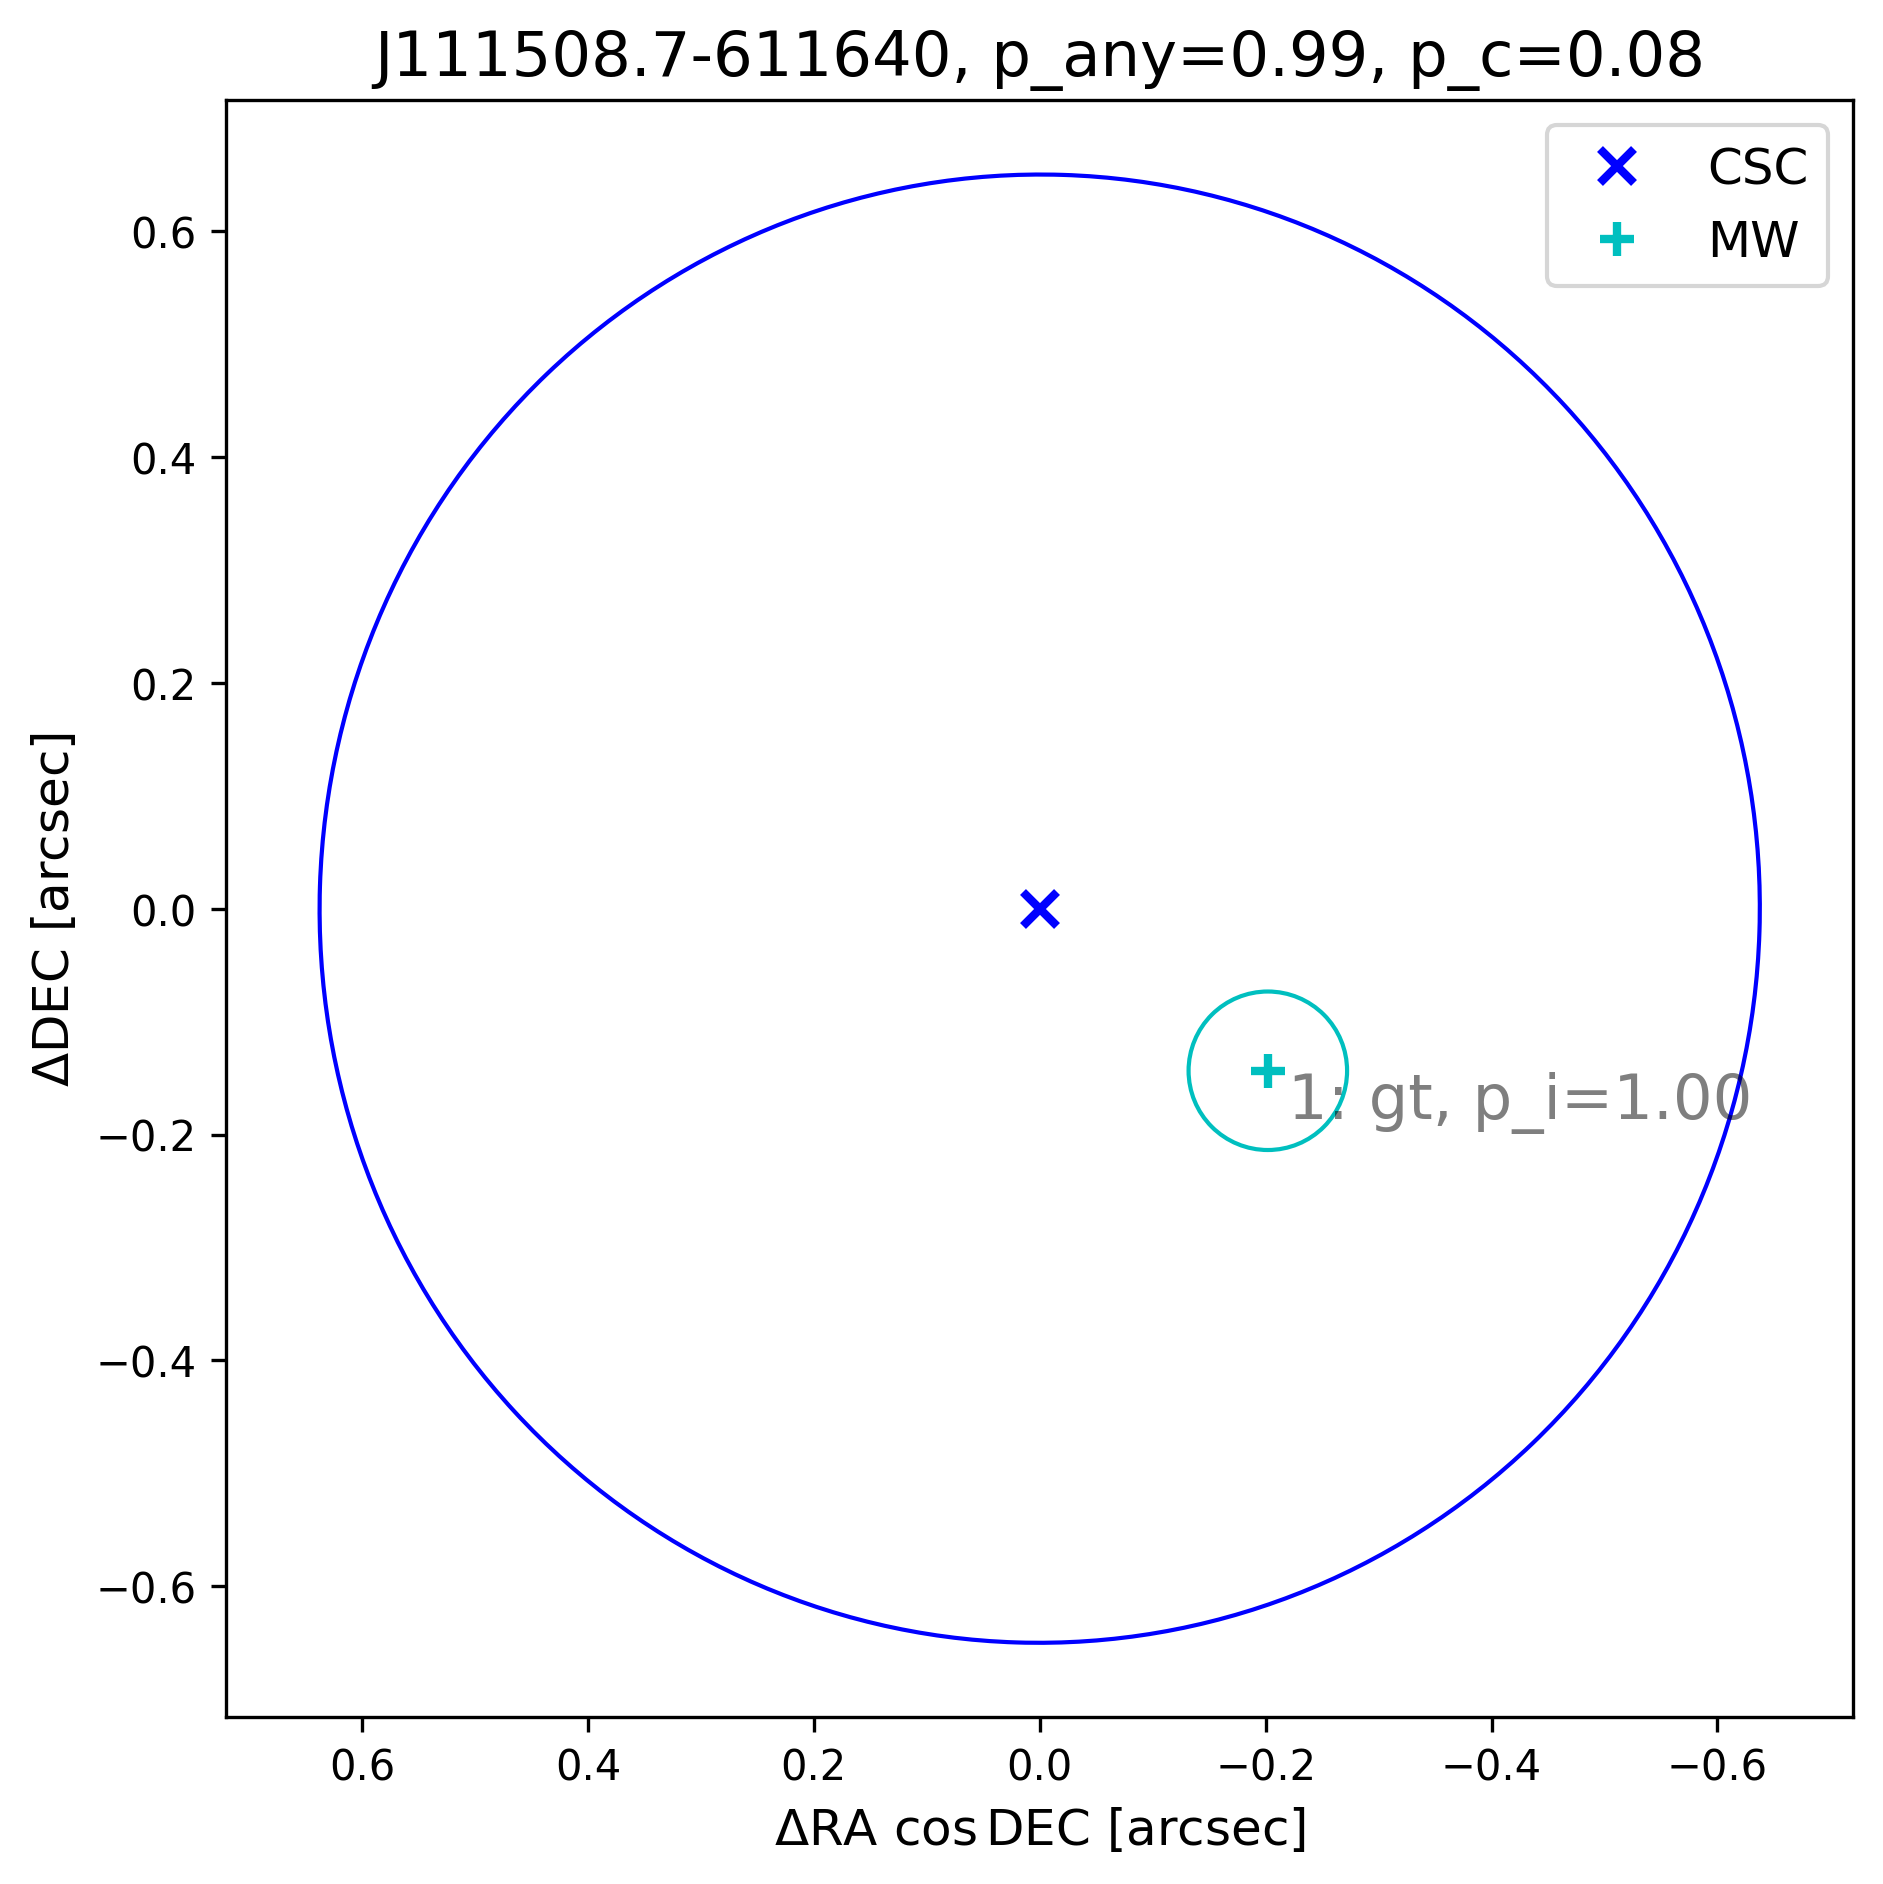 J111508.7-611640, p_any=0.99, p_c=0.08
CSC
MW
0.6
0.4
0.2
0.0
−0.2
−0.4
−0.6
ΔDEC [arcsec]
1: gt, p_i=1.00
0.6 0.4 0.2 0.0 −0.2 −0.4 −0.6
ΔRA cos DEC [arcsec]